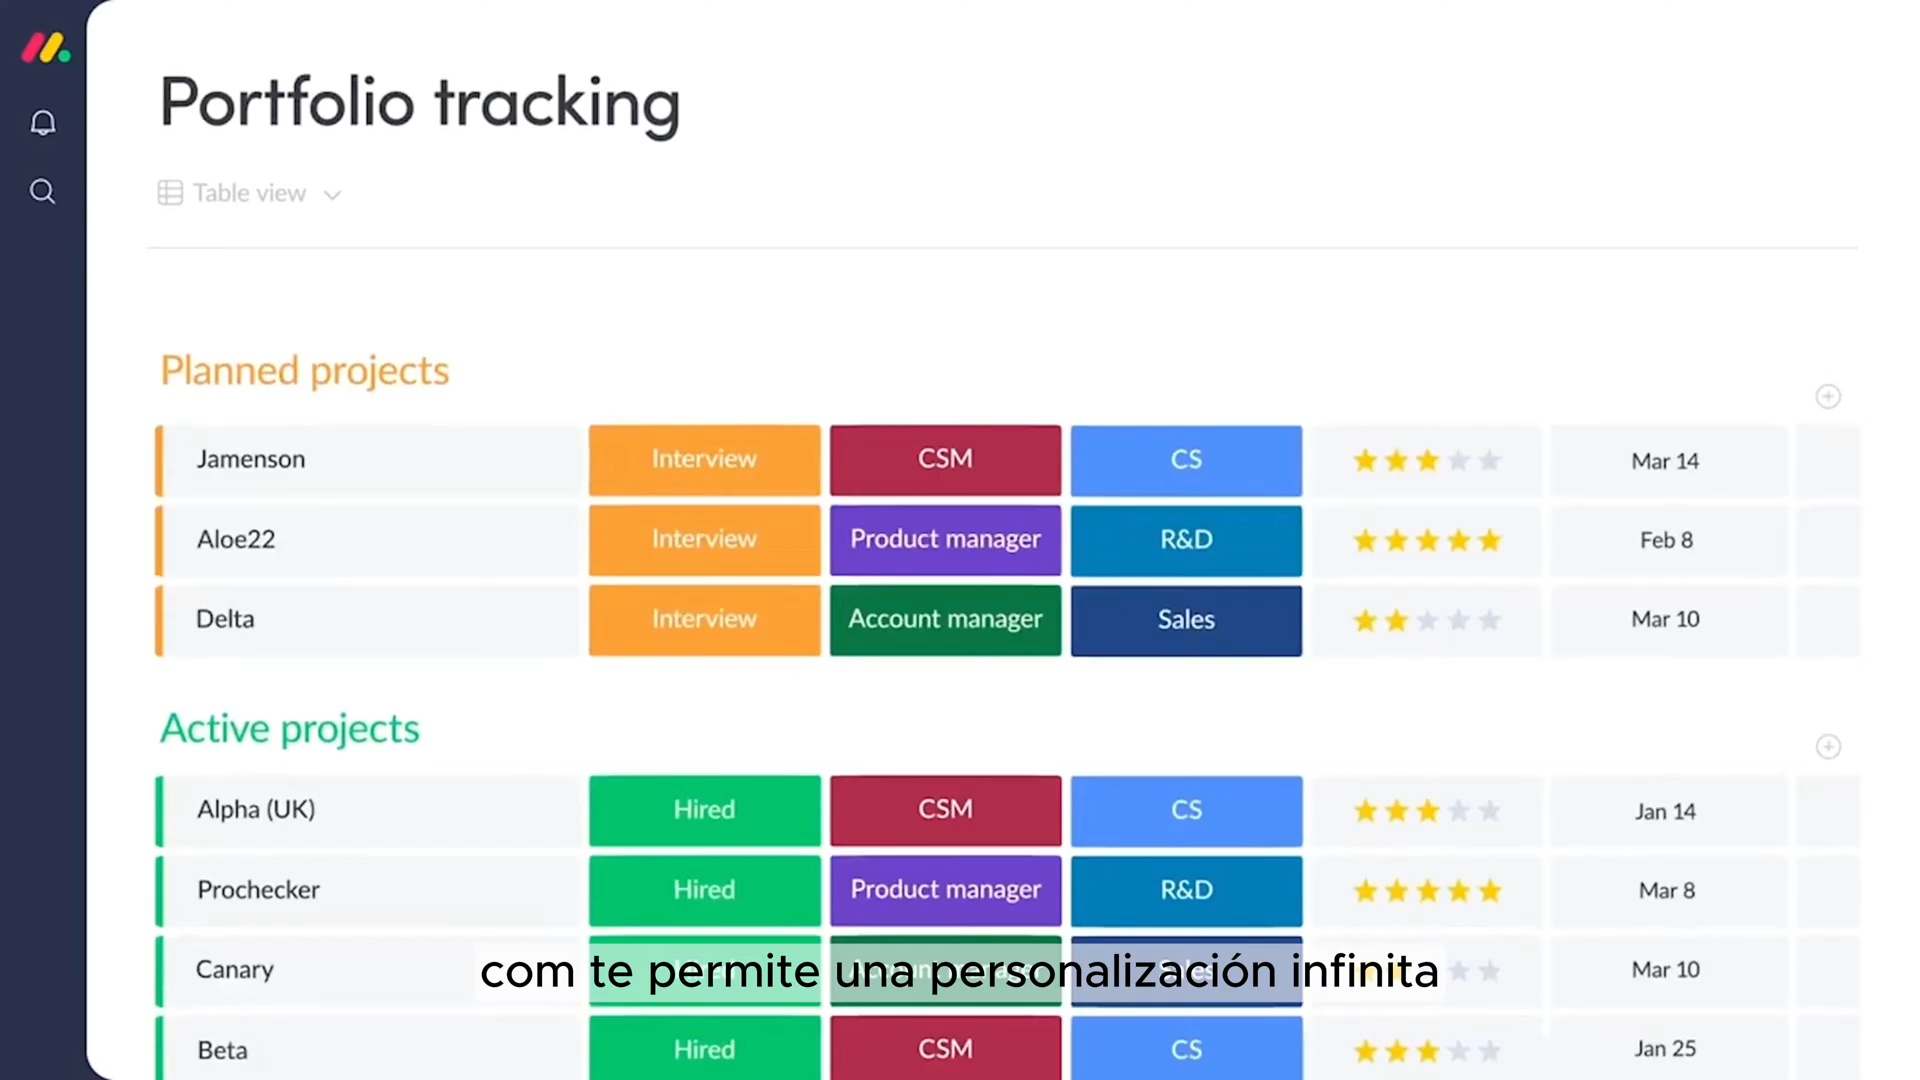 Portfolio tracking
Table view
Planned projects
Jamenson Interview CSM CS Mar 14
Aloe22 Interview Product manager R&D Feb 8
Delta Interview Account manager Sales Mar 10
Active projects
Alpha (UK) Hired CSM CS Jan 14
Prochecker Hired Product manager R&D Mar 8
Canary Mar 10
com te permite una personalización infinita
Beta Hired CSM CS Jan 25